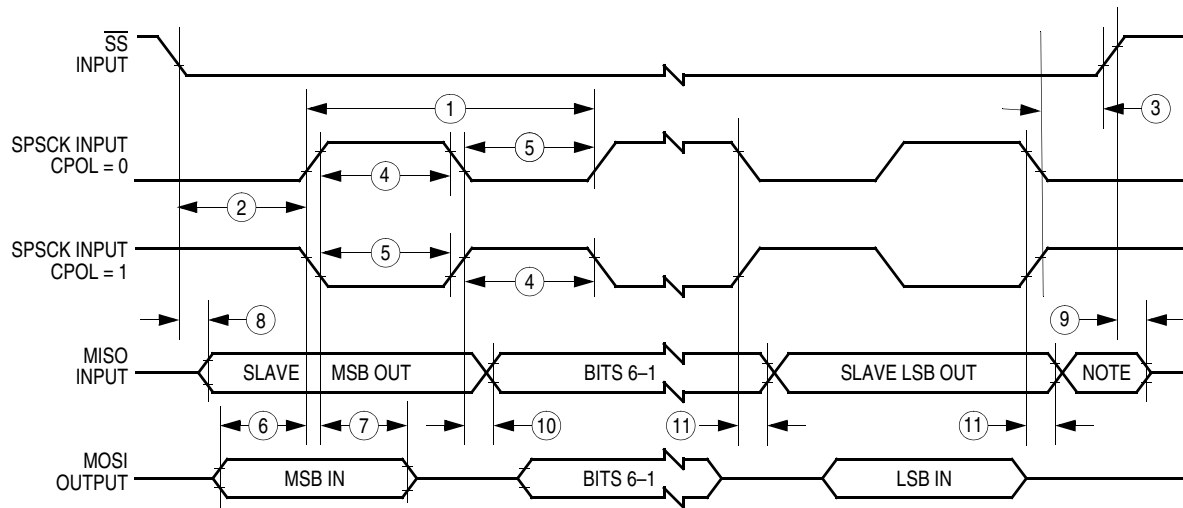 SS
INPUT
1
3
SPSCK INPUT
CPOL = 0
5
4
2
SPSCK INPUT
CPOL = 1
5
4
8
9
MISO
INPUT
SLAVE MSB OUT
BITS 6–1
SLAVE LSB OUT
NOTE
6
7
10
11
11
MOSI
OUTPUT
MSB IN
BITS 6–1
LSB IN